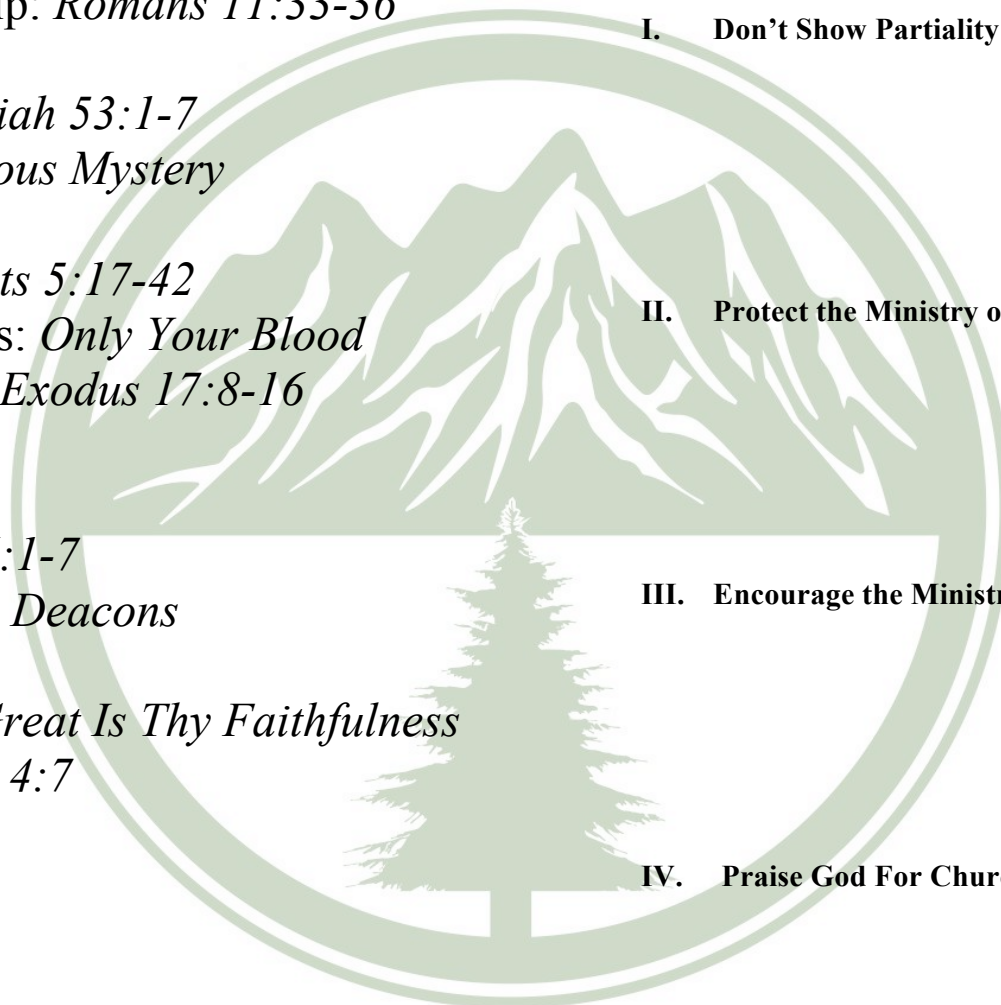 ip: Romans 11:33-36
iah 53:1-7
ous Mystery
ts 5:17-42
s: Only Your Blood
Exodus 17:8-16
:1-7
Deacons
Great Is Thy Faithfulness
4:7
I. Don’t Show Partiality
II. Protect the Ministry o
III. Encourage the Ministr
IV. Praise God For Chur